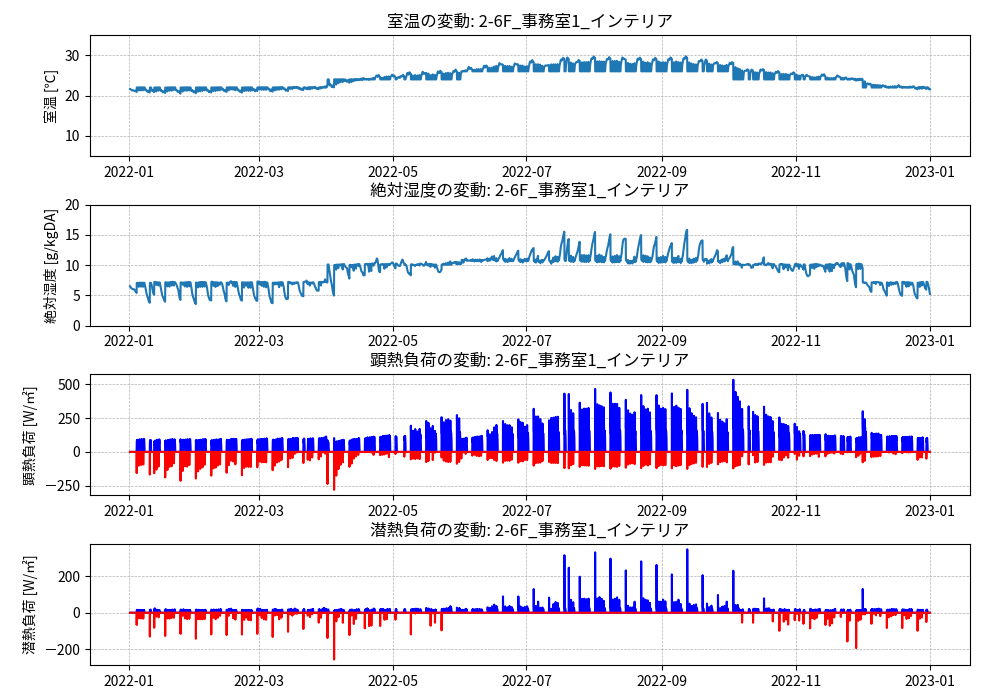 室温の変動: 2-6F_事務室1_インテリア
室温 [℃]
30
20
10
2022-01 2022-03 2022-05 2022-07 2022-09 2022-11 2023-01
絶対湿度の変動: 2-6F_事務室1_インテリア
絶対湿度 [g/kgDA]
20
15
10
5
0
2022-01 2022-03 2022-05 2022-07 2022-09 2022-11 2023-01
顕熱負荷の変動: 2-6F_事務室1_インテリア
顕熱負荷 [W/㎡]
500
250
0
−250
2022-01 2022-03 2022-05 2022-07 2022-09 2022-11 2023-01
潜熱負荷の変動: 2-6F_事務室1_インテリア
潜熱負荷 [W/㎡]
200
0
−200
2022-01 2022-03 2022-05 2022-07 2022-09 2022-11 2023-01